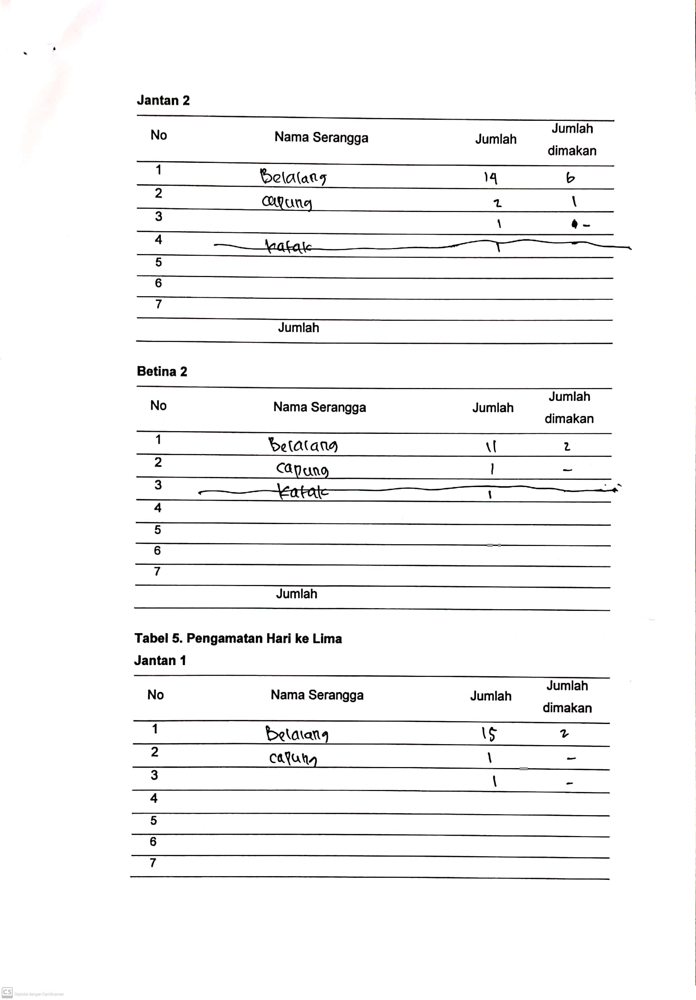 Jantan 2
No Nama Serangga Jumlah Jumlah dimakan
1 Belalang 14 6
2 capung 2 1
3 1 -
4 katak 1 -
5
6
7
Jumlah
Betina 2
No Nama Serangga Jumlah Jumlah dimakan
1 Belalang 11 2
2 capung 1 -
3 katak 1
4
5
6
7
Jumlah
Tabel 5. Pengamatan Hari ke Lima
Jantan 1
No Nama Serangga Jumlah Jumlah dimakan
1 Belalang 15 2
2 capung 1 -
3 1 -
4
5
6
7
CS Dipindai dengan CamScanner